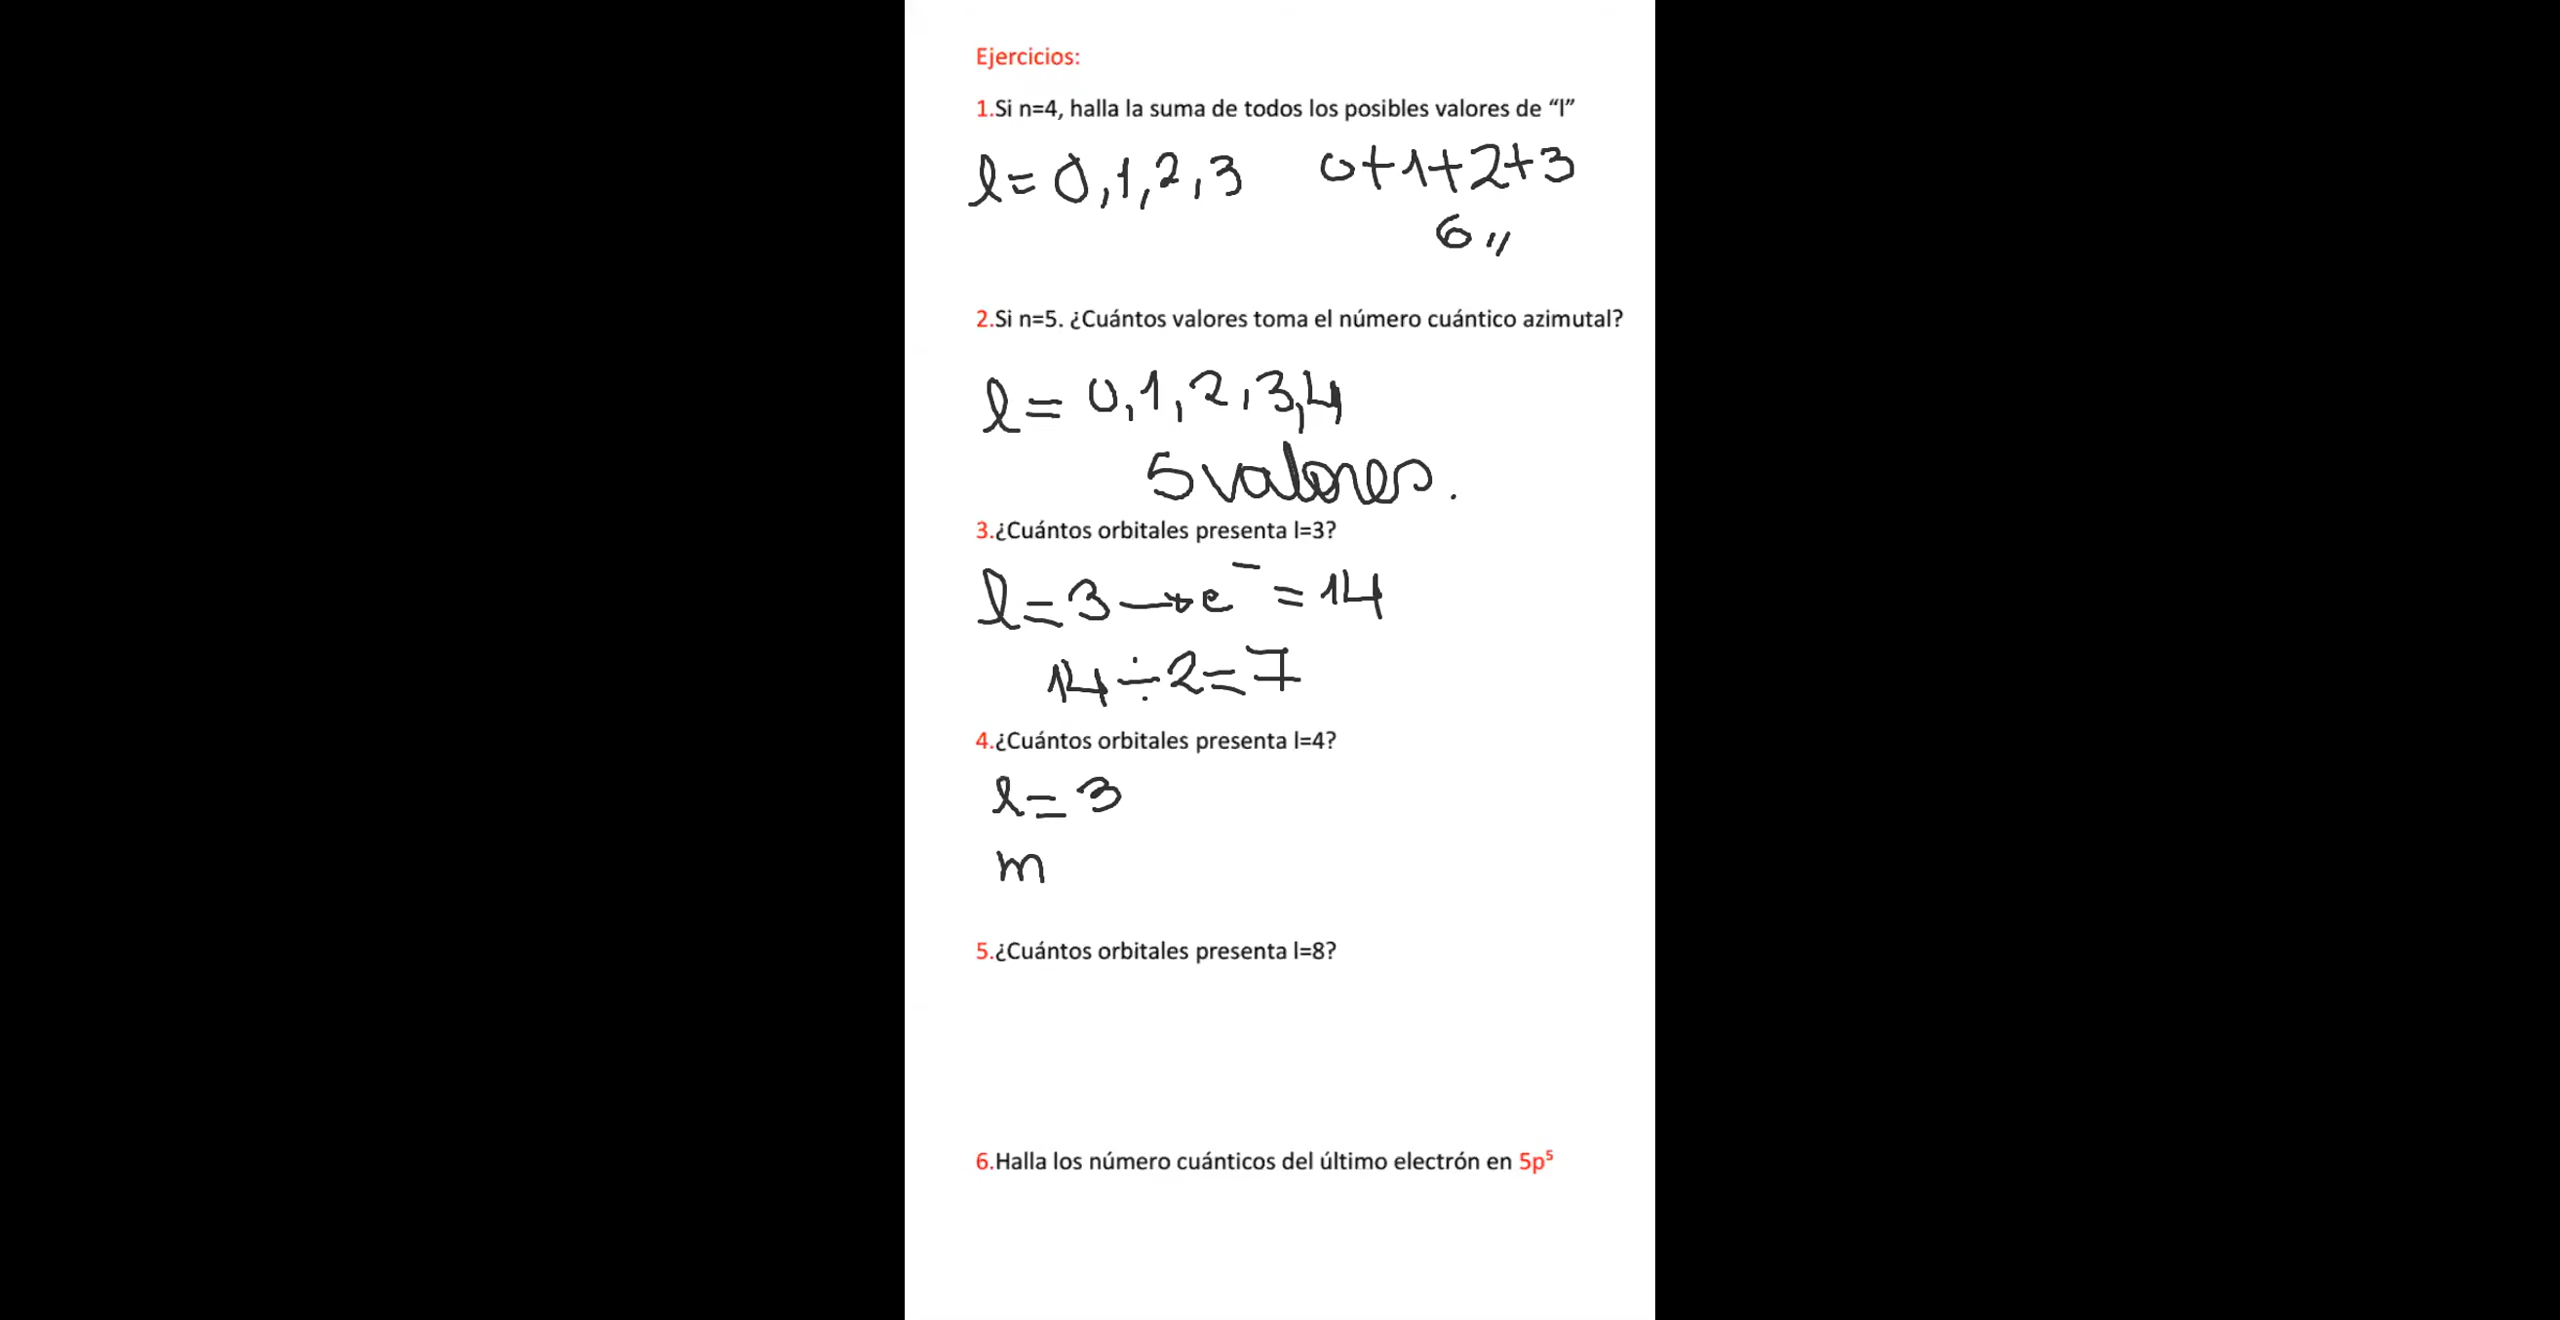 Ejercicios:
1.Si n=4, halla la suma de todos los posibles valores de “l”
l= 0,1,2,3 0+1+2+3
6,,
2.Si n=5. ¿Cuántos valores toma el número cuántico azimutal?
l= 0,1,2,3,4
5 valores.
3.¿Cuántos orbitales presenta l=3?
l=3→e⁻=14
14÷2=7
4.¿Cuántos orbitales presenta l=4?
l=3
m
5.¿Cuántos orbitales presenta l=8?
6.Halla los número cuánticos del último electrón en 5p⁵